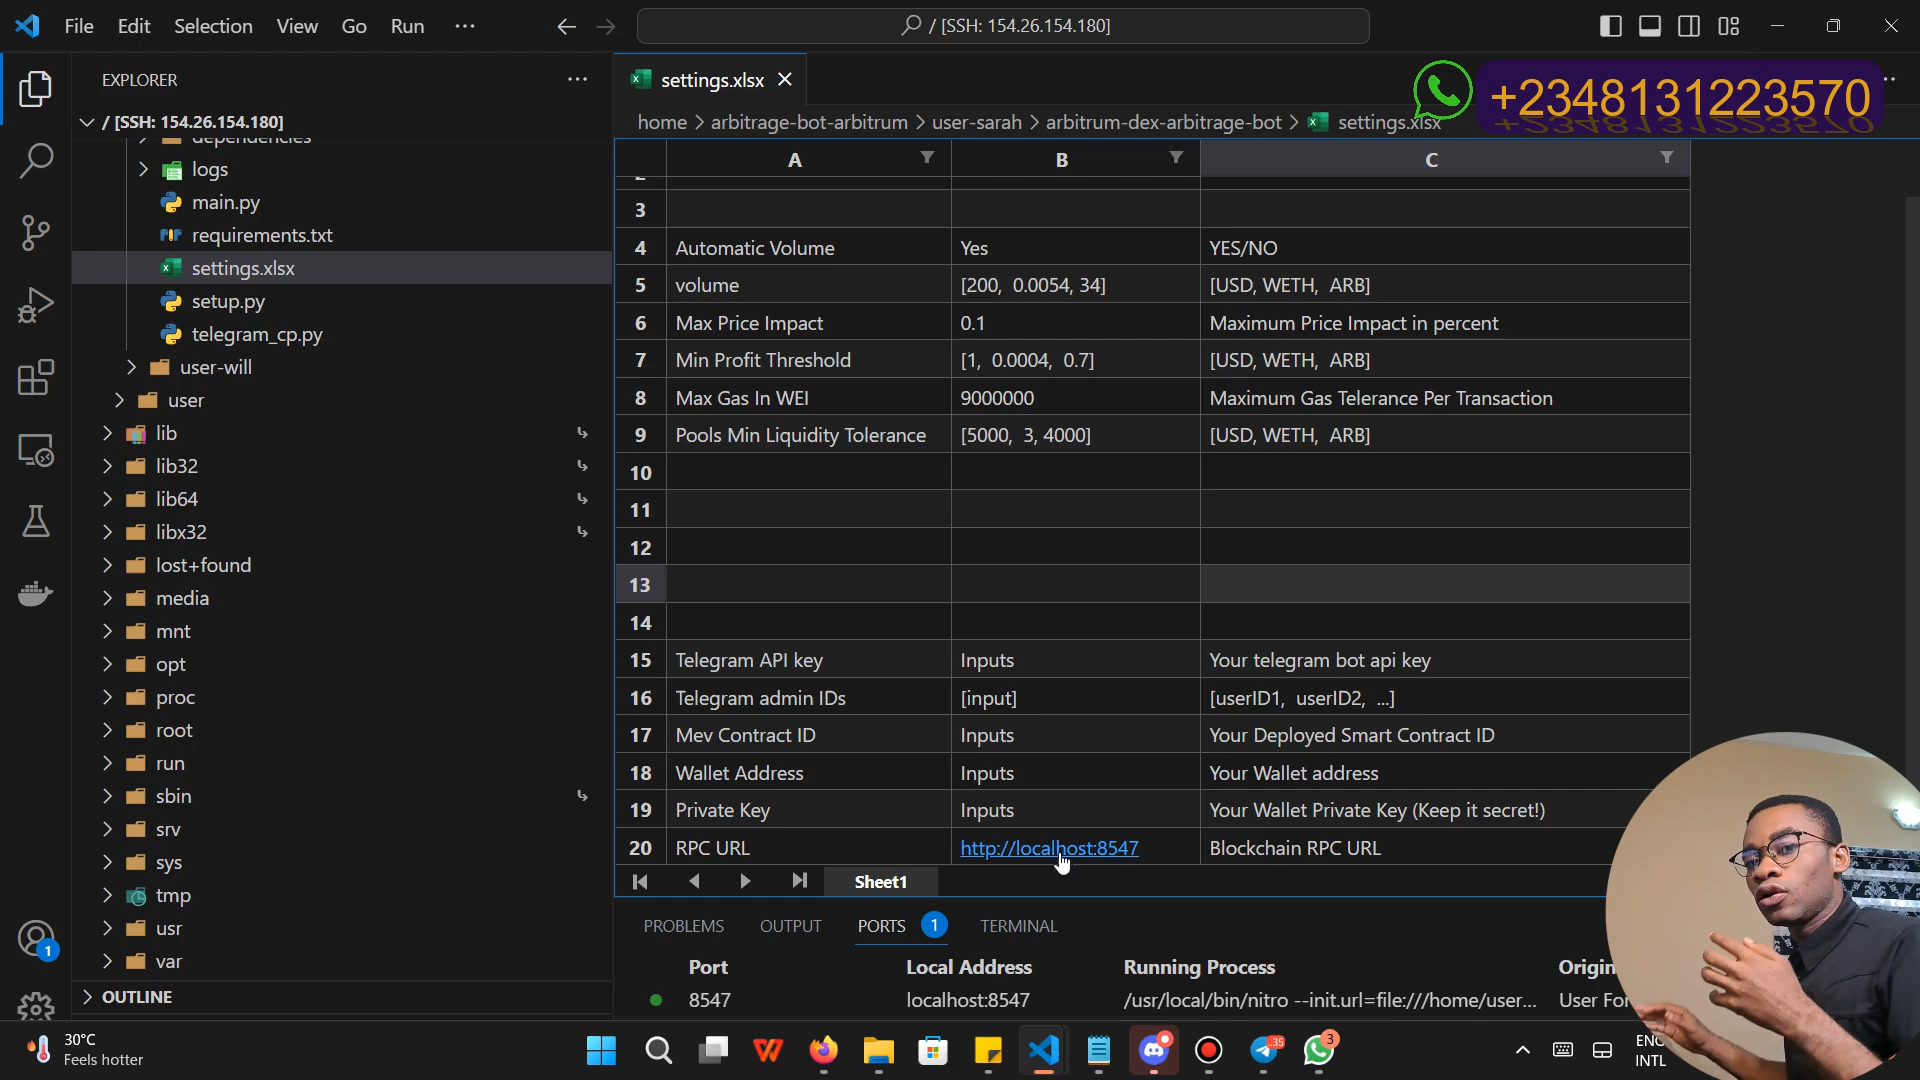 File Edit Selection View Go Run ···
/ [SSH: 154.26.154.180]
EXPLORER
/ [SSH: 154.26.154.180]
dependencies
logs
main.py
requirements.txt
settings.xlsx
setup.py
telegram_cp.py
user-will
user
lib
lib32
lib64
libx32
lost+found
media
mnt
opt
proc
root
run
sbin
srv
sys
tmp
usr
var
OUTLINE
settings.xlsx
+2348131223570
home > arbitrage-bot-arbitrum > user-sarah > arbitrum-dex-arbitrage-bot > settings.xlsx
A B C
2
3
4 Automatic Volume Yes YES/NO
5 volume [200, 0.0054, 34] [USD, WETH, ARB]
6 Max Price Impact 0.1 Maximum Price Impact in percent
7 Min Profit Threshold [1, 0.0004, 0.7] [USD, WETH, ARB]
8 Max Gas In WEI 9000000 Maximum Gas Telerance Per Transaction
9 Pools Min Liquidity Tolerance [5000, 3, 4000] [USD, WETH, ARB]
10
11
12
13
14
15 Telegram API key Inputs Your telegram bot api key
16 Telegram admin IDs [input] [userID1, userID2, ...]
17 Mev Contract ID Inputs Your Deployed Smart Contract ID
18 Wallet Address Inputs Your Wallet address
19 Private Key Inputs Your Wallet Private Key (Keep it secret!)
20 RPC URL http://localhost:8547 Blockchain RPC URL
Sheet1
PROBLEMS OUTPUT PORTS 1 TERMINAL
Port Local Address Running Process Origin
8547 localhost:8547 /usr/local/bin/nitro --init.url=file:///home/user... User For
1
30°C
Feels hotter
35
3
ENG
INTL